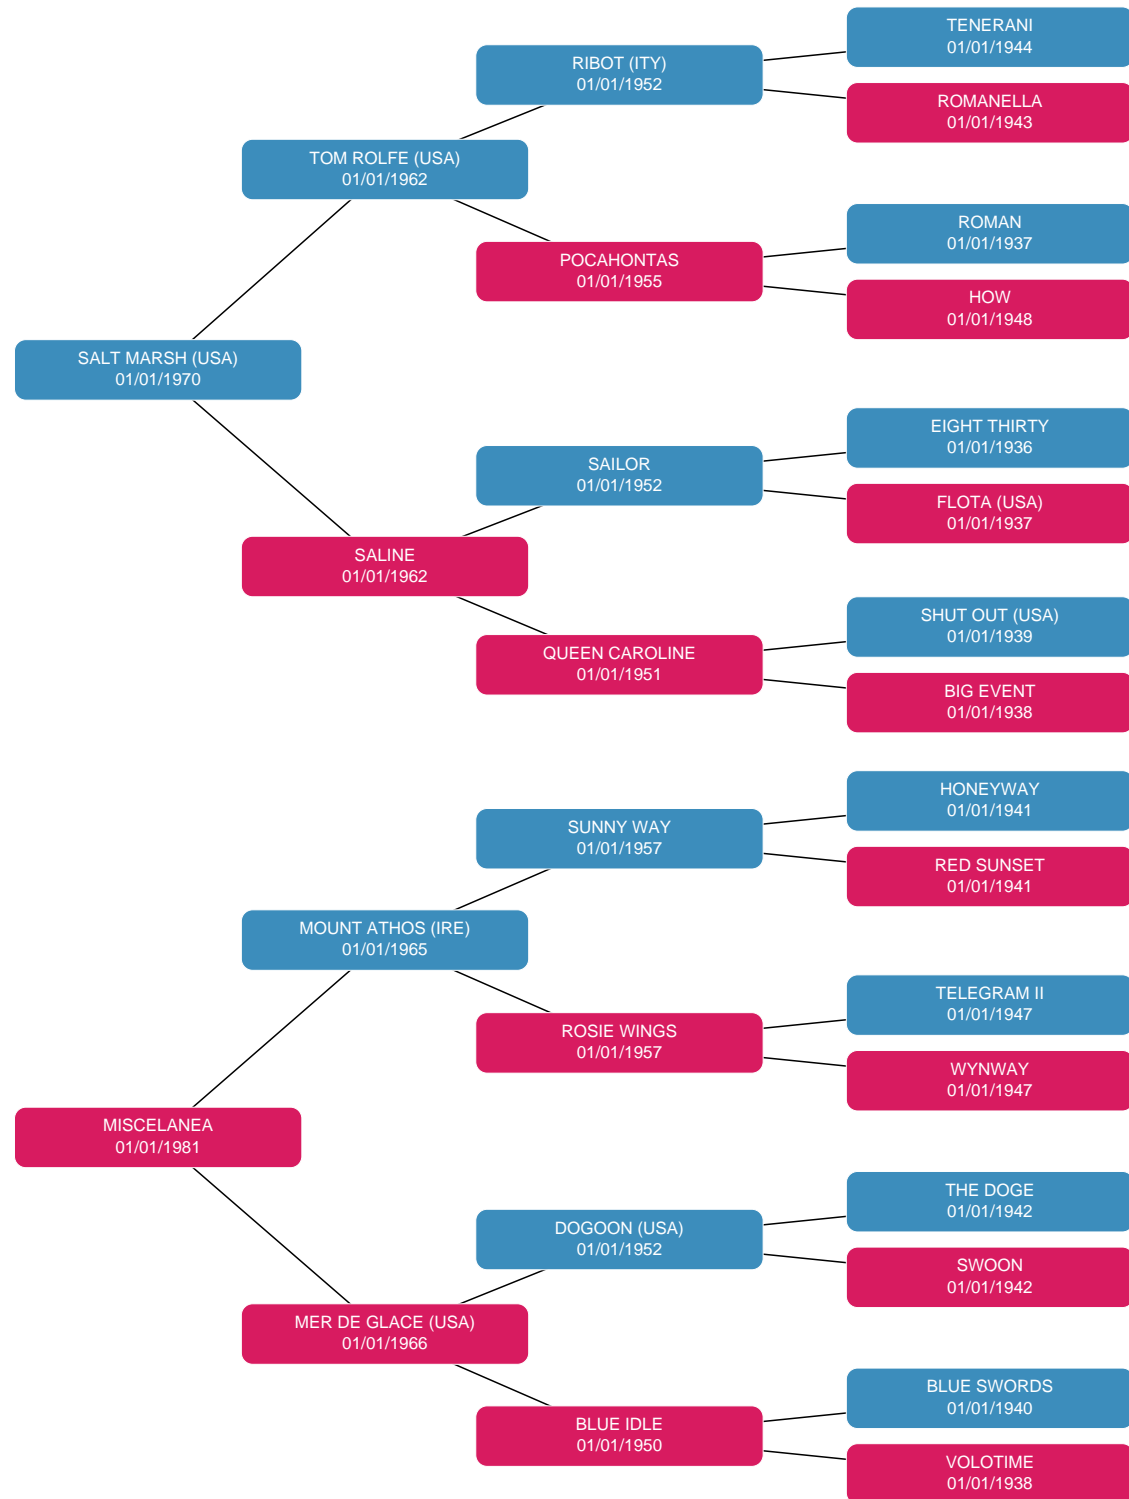 TENERANI
01/01/1944
RIBOT (ITY)
01/01/1952
ROMANELLA
01/01/1943
TOM ROLFE (USA)
01/01/1962
ROMAN
01/01/1937
POCAHONTAS
01/01/1955
HOW
01/01/1948
SALT MARSH (USA)
01/01/1970
EIGHT THIRTY
01/01/1936
SAILOR
01/01/1952
FLOTA (USA)
01/01/1937
SALINE
01/01/1962
SHUT OUT (USA)
01/01/1939
QUEEN CAROLINE
01/01/1951
BIG EVENT
01/01/1938
HONEYWAY
01/01/1941
SUNNY WAY
01/01/1957
RED SUNSET
01/01/1941
MOUNT ATHOS (IRE)
01/01/1965
TELEGRAM II
01/01/1947
ROSIE WINGS
01/01/1957
WYNWAY
01/01/1947
MISCELANEA
01/01/1981
THE DOGE
01/01/1942
DOGOON (USA)
01/01/1952
SWOON
01/01/1942
MER DE GLACE (USA)
01/01/1966
BLUE SWORDS
01/01/1940
BLUE IDLE
01/01/1950
VOLOTIME
01/01/1938